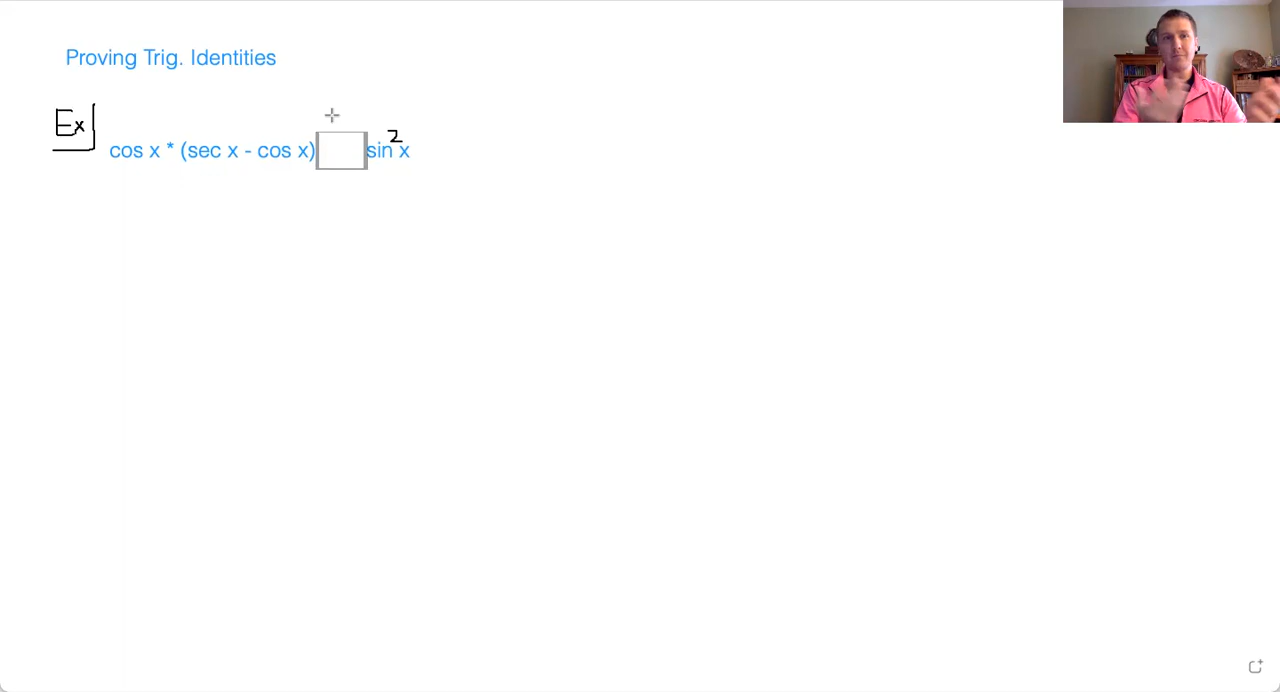 Proving Trig. Identities
Ex
cos x * (sec x - cos x) sin² x